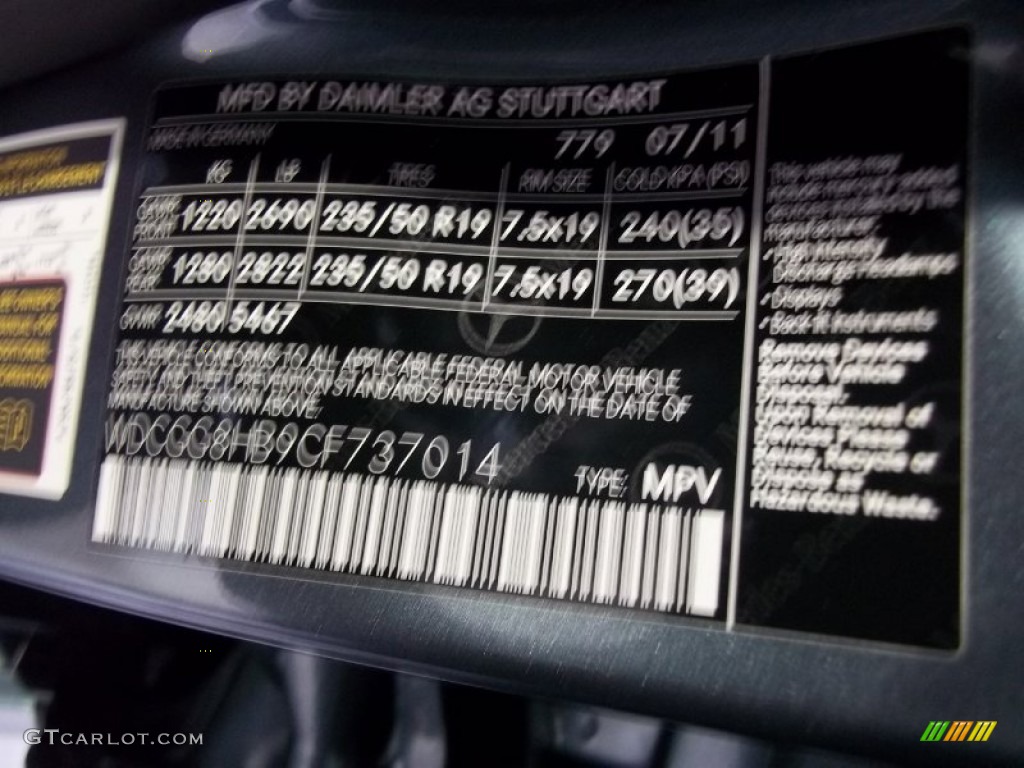 MFD BY DAIMLER AG STUTTGART
MADE IN GERMANY 779 07/11
KG LB TIRES RIM SIZE COLD KPA (PSI)
GAWR FRONT 1220 2690 235/50 R19 7.5x19 240(35)
GAWR REAR 1280 2822 235/50 R19 7.5x19 270(39)
GVWR 2480 5467
THIS VEHICLE CONFORMS TO ALL APPLICABLE FEDERAL MOTOR VEHICLE
SAFETY AND THEFT PREVENTION STANDARDS IN EFFECT ON THE DATE OF
MANUFACTURE SHOWN ABOVE:
WDCGG8HB9CF737014
TYPE: MPV
This vehicle may
include mercury added
devices installed by the
manufacturer:
High Intensity
Discharge Headlamps
Displays
Back-lit Instruments
Remove Devices
Before Vehicle
Disposal.
Upon Removal of
Devices Please
Reuse, Recycle or
Dispose as
Hazardous Waste.
GTCARLOT.COM